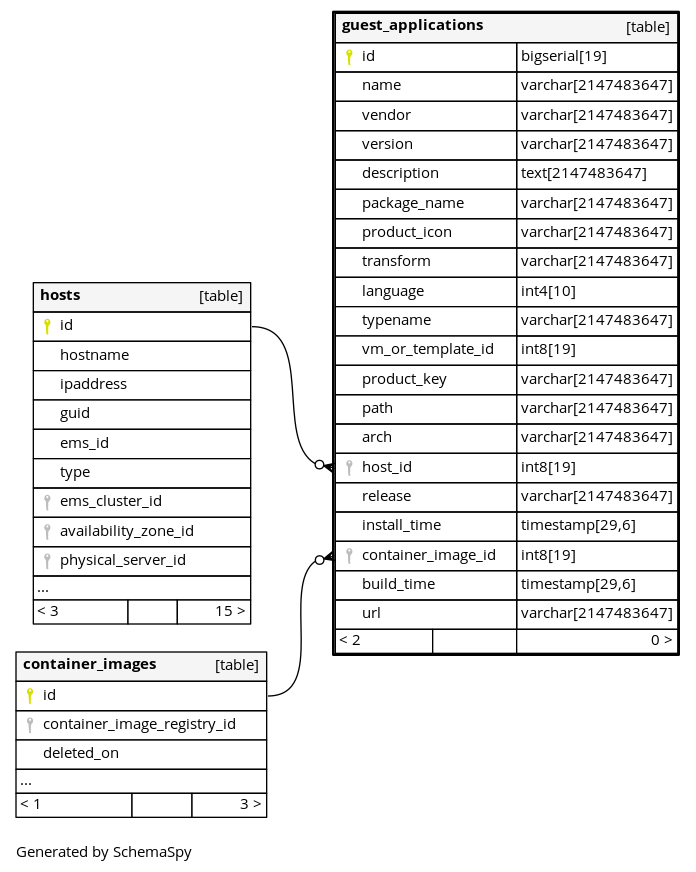 guest_applications [table]
id bigserial[19]
name varchar[2147483647]
vendor varchar[2147483647]
version varchar[2147483647]
description text[2147483647]
package_name varchar[2147483647]
product_icon varchar[2147483647]
transform varchar[2147483647]
language int4[10]
typename varchar[2147483647]
vm_or_template_id int8[19]
product_key varchar[2147483647]
path varchar[2147483647]
arch varchar[2147483647]
host_id int8[19]
release varchar[2147483647]
install_time timestamp[29,6]
container_image_id int8[19]
build_time timestamp[29,6]
url varchar[2147483647]
< 2 0 >
hosts [table]
id
hostname
ipaddress
guid
ems_id
type
ems_cluster_id
availability_zone_id
physical_server_id
...
< 3 15 >
container_images [table]
id
container_image_registry_id
deleted_on
...
< 1 3 >
Generated by SchemaSpy